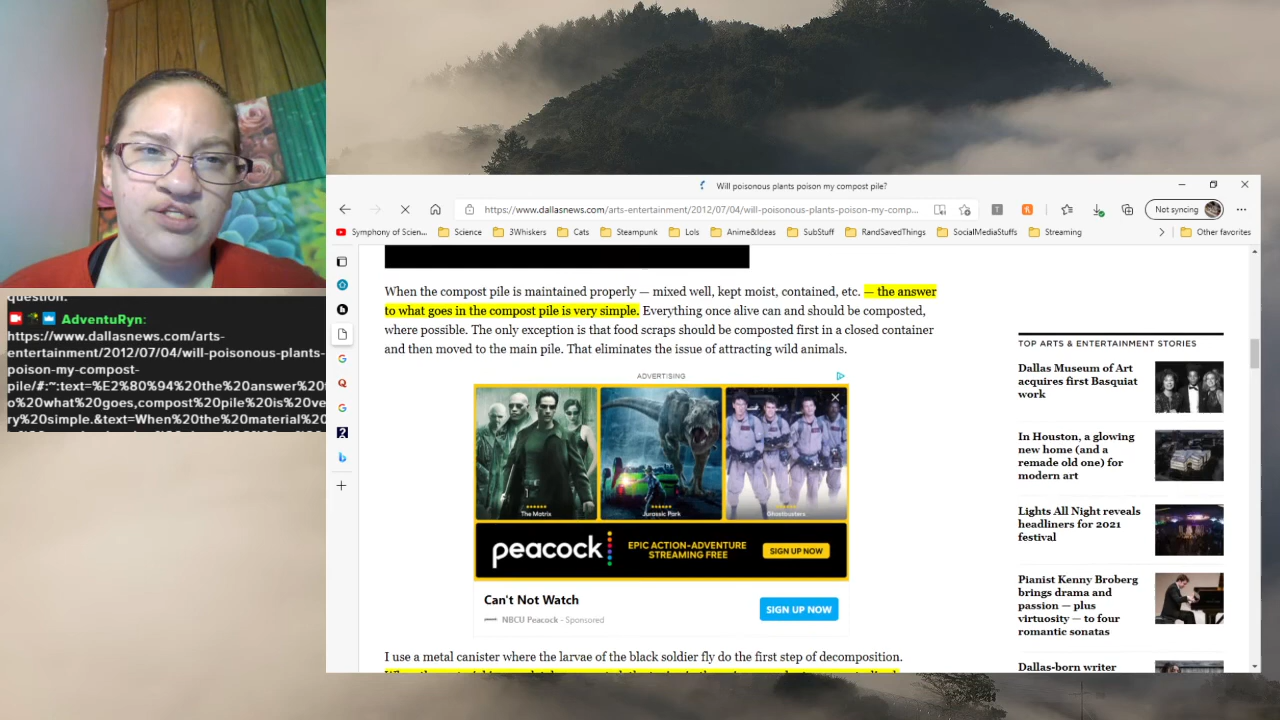 question.
AdventuRyn:
https://www.dallasnews.com/arts-
entertainment/2012/07/04/will-poisonous-plants-
poison-my-compost-
pile/#:~:text=%E2%80%94%20the%20answer%20t
o%20what%20goes,compost%20pile%20is%20ve
ry%20simple.&text=When%20the%20material%20i
Will poisonous plants poison my compost pile?
https://www.dallasnews.com/arts-entertainment/2012/07/04/will-poisonous-plants-poison-my-comp...
Not syncing
Symphony of Scien...
Science
3Whiskers
Cats
Steampunk
Lols
Anime&Ideas
SubStuff
RandSavedThings
SocialMediaStuffs
Streaming
Other favorites
When the compost pile is maintained properly — mixed well, kept moist, contained, etc. — the answer
to what goes in the compost pile is very simple. Everything once alive can and should be composted,
where possible. The only exception is that food scraps should be composted first in a closed container
and then moved to the main pile. That eliminates the issue of attracting wild animals.
ADVERTISING
The Matrix
Jurassic Park
Ghostbusters
peacock
EPIC ACTION-ADVENTURE
STREAMING FREE
SIGN UP NOW
Can't Not Watch
NBCU Peacock - Sponsored
SIGN UP NOW
I use a metal canister where the larvae of the black soldier fly do the first step of decomposition.
TOP ARTS & ENTERTAINMENT STORIES
Dallas Museum of Art
acquires first Basquiat
work
In Houston, a glowing
new home (and a
remade old one) for
modern art
Lights All Night reveals
headliners for 2021
festival
Pianist Kenny Broberg
brings drama and
passion — plus
virtuosity — to four
romantic sonatas
Dallas-born writer